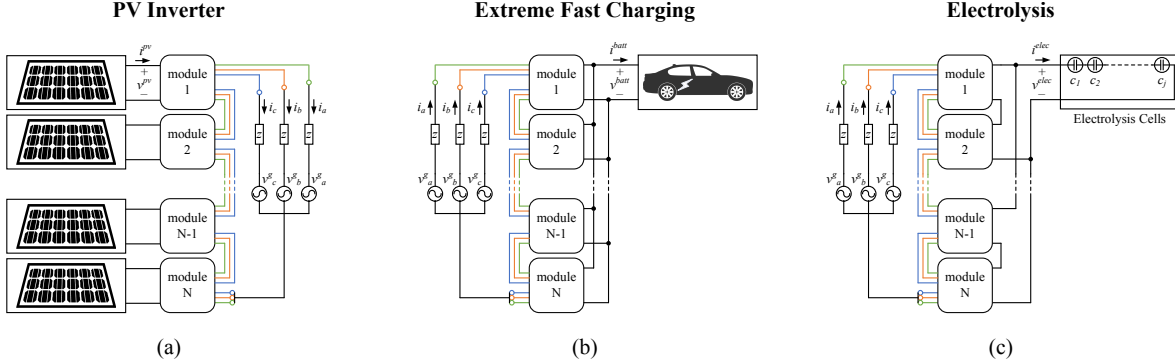 PV Inverter
i^{pv}
+
v^{pv}
−
module
1
module
2
module
N-1
module
N
i_c
i_b
i_a
z
z
z
v^g_c
v^g_b
v^g_a
(a)
Extreme Fast Charging
i_a
i_b
i_c
z
z
z
v^g_a
v^g_b
v^g_c
module
1
module
2
module
N-1
module
N
i^{batt}
+
v^{batt}
−
(b)
Electrolysis
i_a
i_b
i_c
z
z
z
v^g_a
v^g_b
v^g_c
module
1
module
2
module
N-1
module
N
i^{elec}
+
v^{elec}
−
c_1
c_2
c_j
Electrolysis Cells
(c)